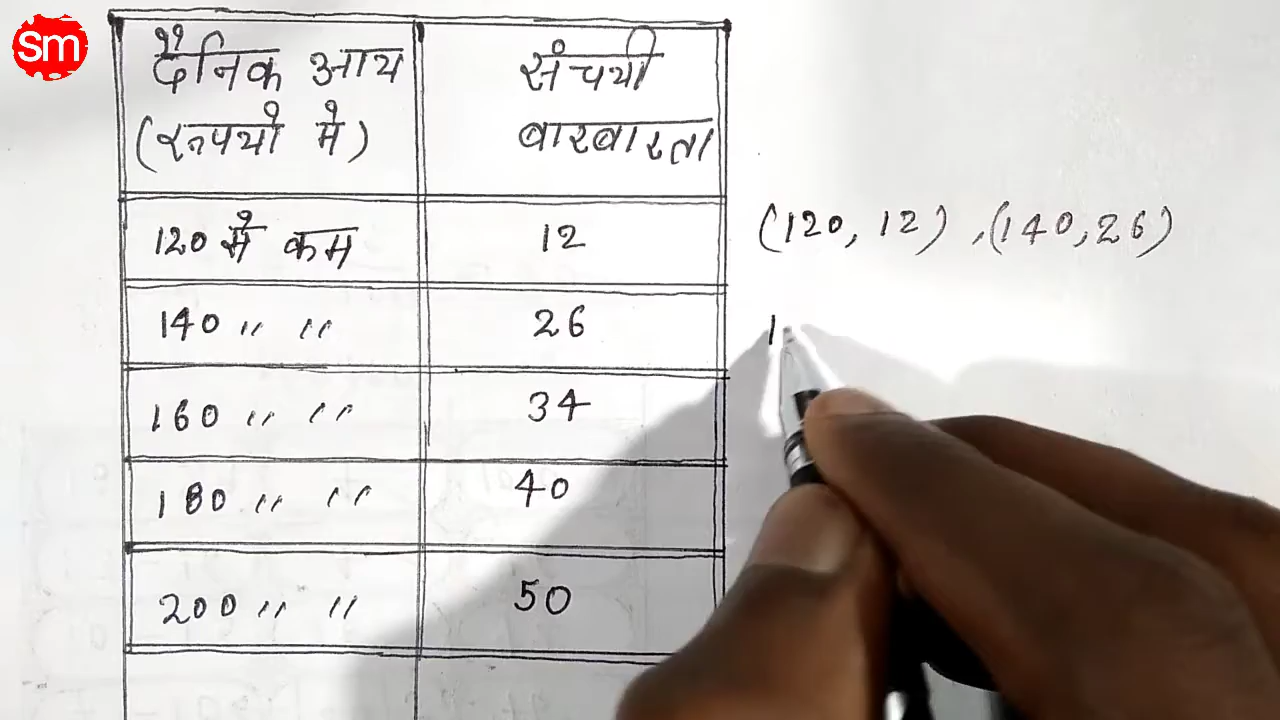 Sm
दैनिक आय
(रूपयो मे)
संचयी
बारबारता
120 से कम
12
(120, 12) ,(140,26)
140 " "
26
1
160 " "
34
180 " "
40
200 " "
50